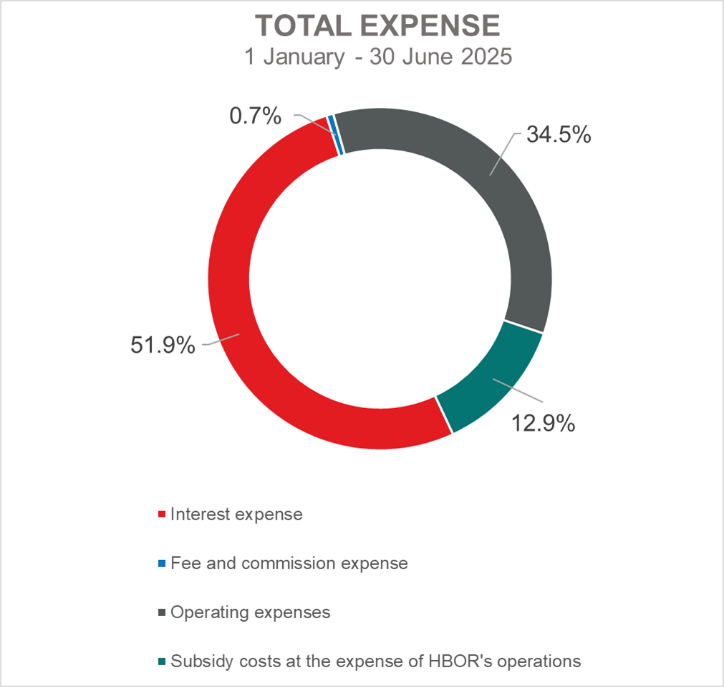 TOTAL EXPENSE
1 January - 30 June 2025
0.7%
34.5%
51.9%
12.9%
Interest expense
Fee and commission expense
Operating expenses
Subsidy costs at the expense of HBOR's operations